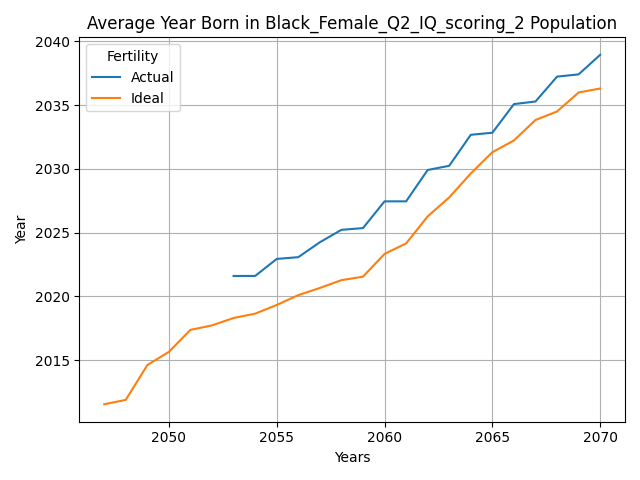 Average Year Born in Black_Female_Q2_IQ_scoring_2 Population
Fertility
Actual
Ideal
2040
2035
2030
2025
2020
2015
Year
2050 2055 2060 2065 2070
Years